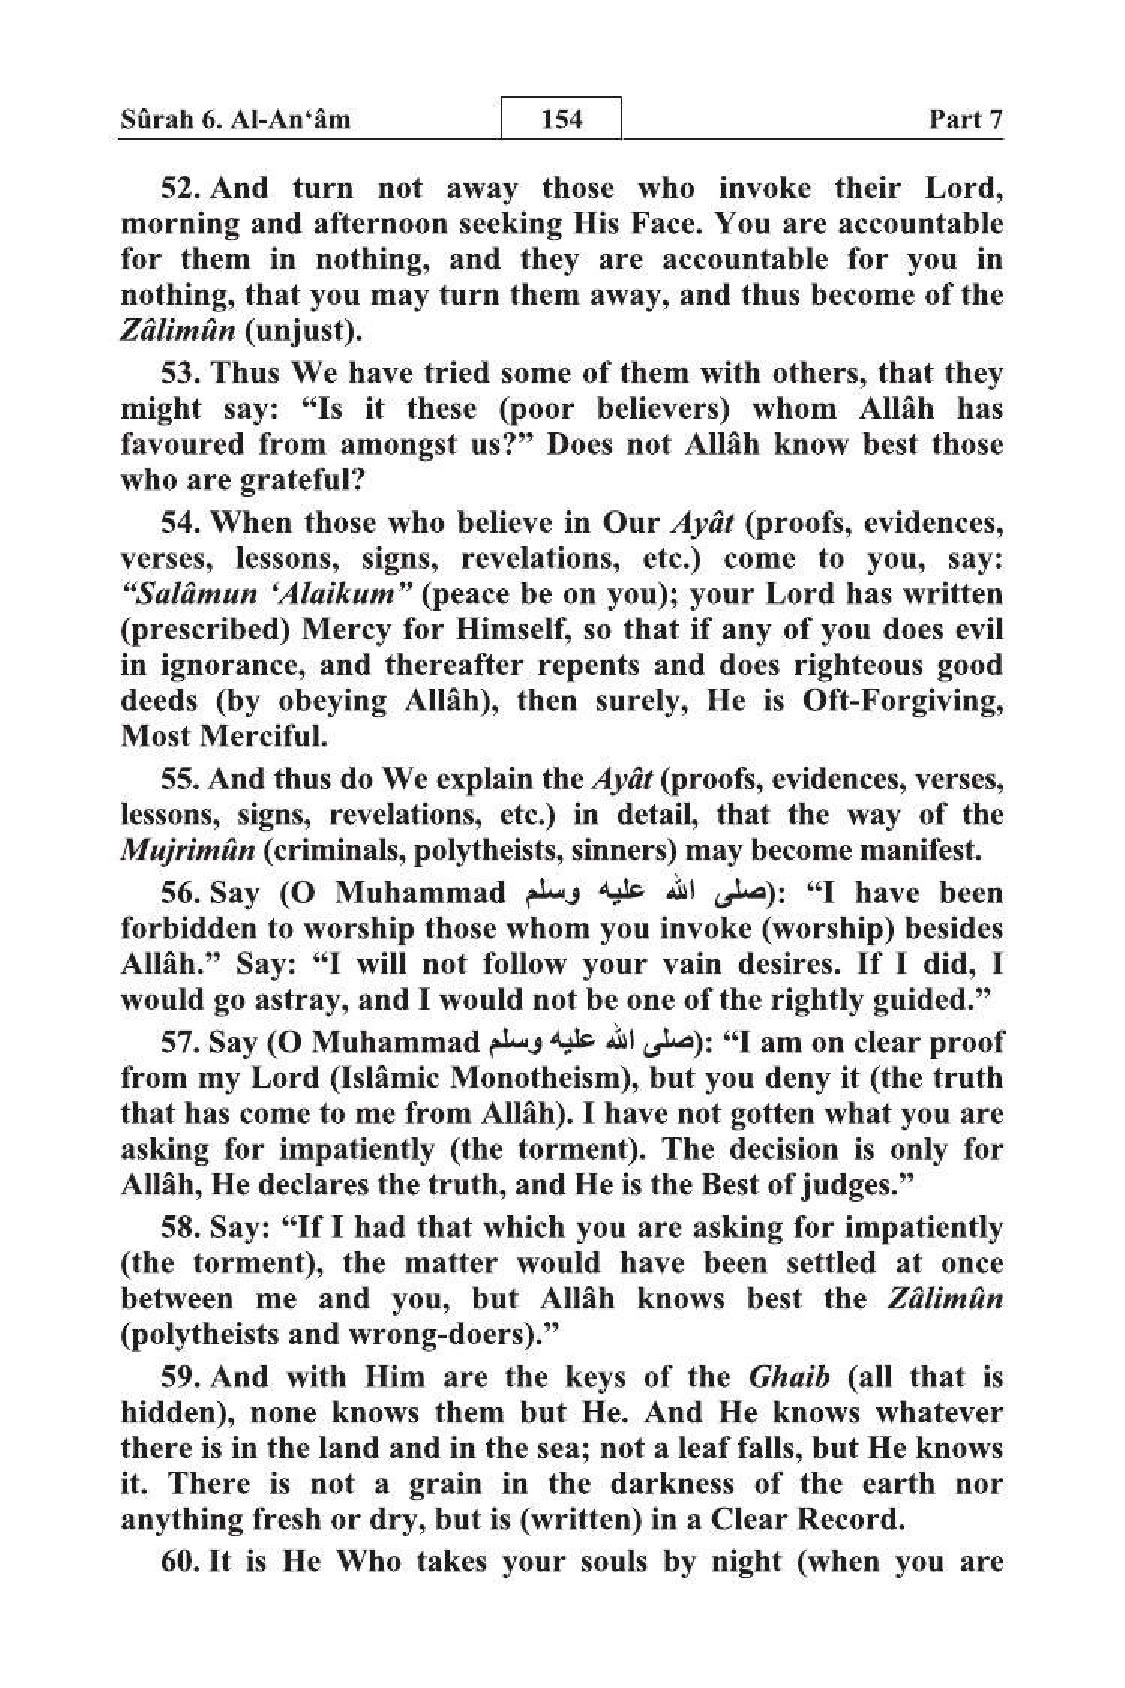 Sûrah 6. Al-An‘âm 154 Part 7
52. And turn not away those who invoke their Lord,
morning and afternoon seeking His Face. You are accountable
for them in nothing, and they are accountable for you in
nothing, that you may turn them away, and thus become of the
Zâlimûn (unjust).
53. Thus We have tried some of them with others, that they
might say: “Is it these (poor believers) whom Allâh has
favoured from amongst us?” Does not Allâh know best those
who are grateful?
54. When those who believe in Our Ayât (proofs, evidences,
verses, lessons, signs, revelations, etc.) come to you, say:
“Salâmun ‘Alaikum” (peace be on you); your Lord has written
(prescribed) Mercy for Himself, so that if any of you does evil
in ignorance, and thereafter repents and does righteous good
deeds (by obeying Allâh), then surely, He is Oft-Forgiving,
Most Merciful.
55. And thus do We explain the Ayât (proofs, evidences, verses,
lessons, signs, revelations, etc.) in detail, that the way of the
Mujrimûn (criminals, polytheists, sinners) may become manifest.
56. Say (O Muhammad صلى الله عليه وسلم): “I have been
forbidden to worship those whom you invoke (worship) besides
Allâh.” Say: “I will not follow your vain desires. If I did, I
would go astray, and I would not be one of the rightly guided.”
57. Say (O Muhammad صلى الله عليه وسلم): “I am on clear proof
from my Lord (Islâmic Monotheism), but you deny it (the truth
that has come to me from Allâh). I have not gotten what you are
asking for impatiently (the torment). The decision is only for
Allâh, He declares the truth, and He is the Best of judges.”
58. Say: “If I had that which you are asking for impatiently
(the torment), the matter would have been settled at once
between me and you, but Allâh knows best the Zâlimûn
(polytheists and wrong-doers).”
59. And with Him are the keys of the Ghaib (all that is
hidden), none knows them but He. And He knows whatever
there is in the land and in the sea; not a leaf falls, but He knows
it. There is not a grain in the darkness of the earth nor
anything fresh or dry, but is (written) in a Clear Record.
60. It is He Who takes your souls by night (when you are